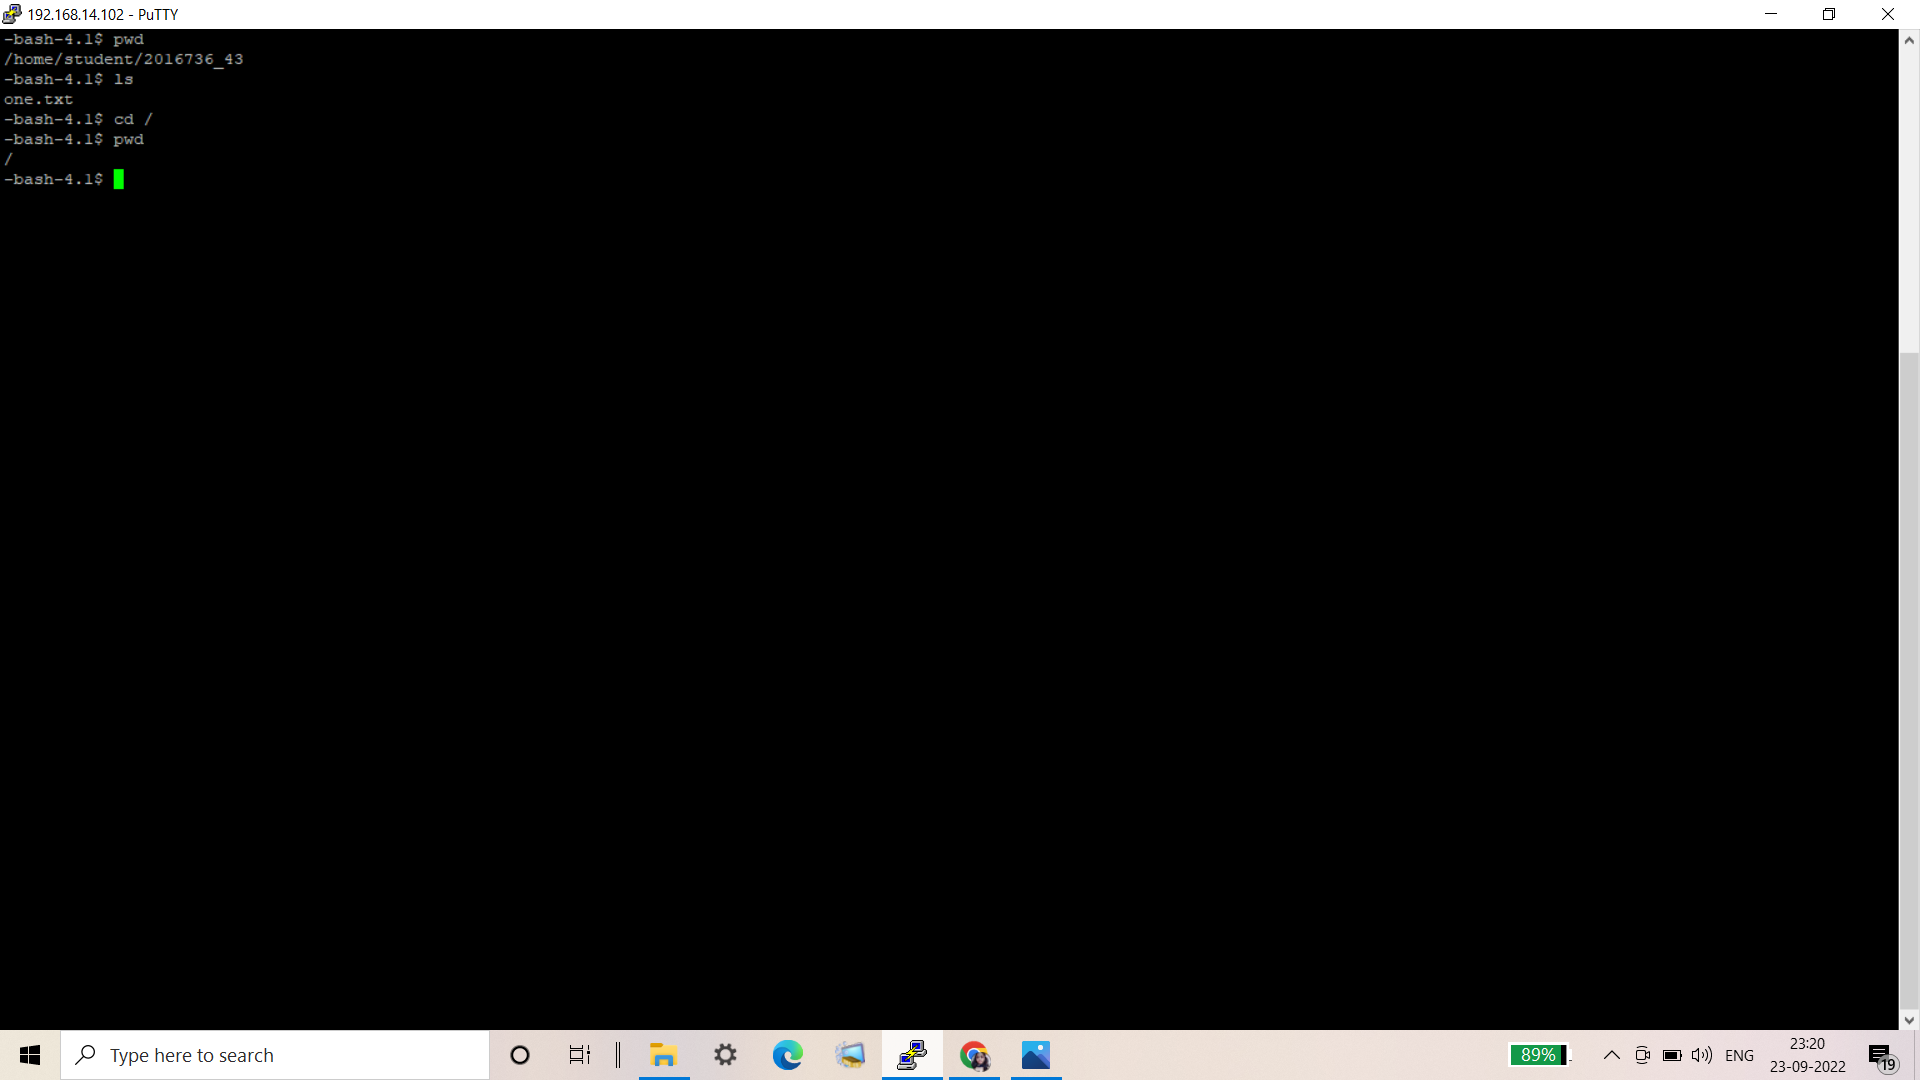 192.168.14.102 - PuTTY
-bash-4.1$ pwd
/home/student/2016736_43
-bash-4.1$ ls
one.txt
-bash-4.1$ cd /
-bash-4.1$ pwd
/
-bash-4.1$
Type here to search
89%
ENG
23:20
23-09-2022
19